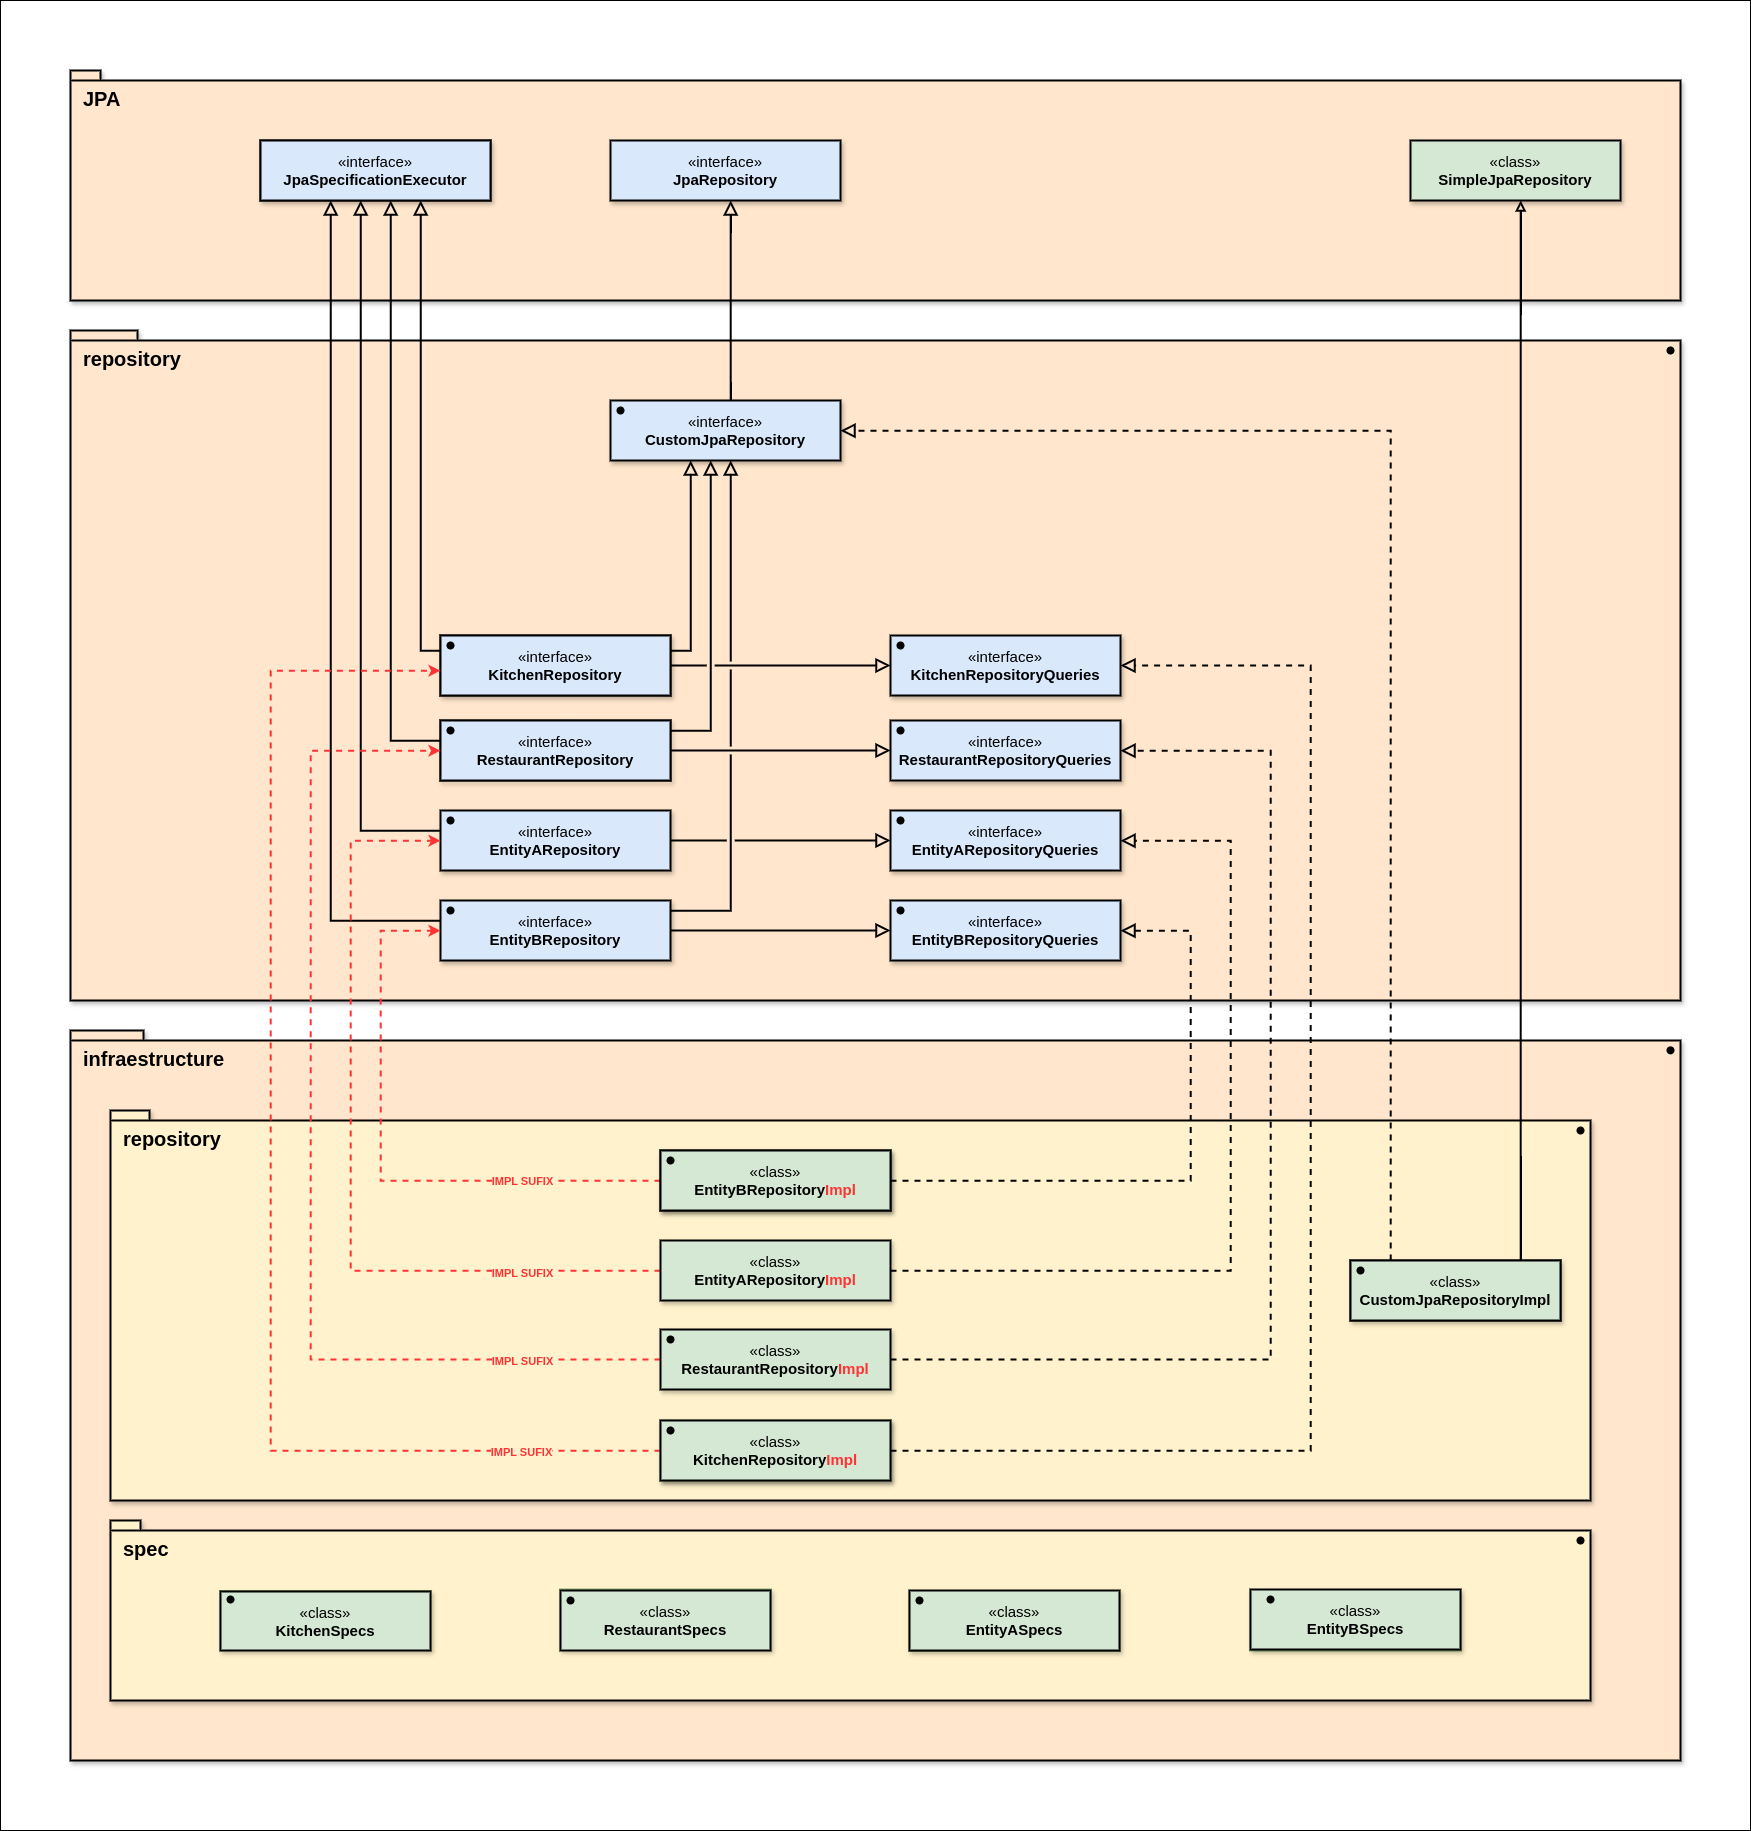 JPA
«interface»
JpaSpecificationExecutor
«interface»
JpaRepository
«class»
SimpleJpaRepository
repository
«interface»
CustomJpaRepository
«interface»
KitchenRepository
«interface»
KitchenRepositoryQueries
«interface»
RestaurantRepository
«interface»
RestaurantRepositoryQueries
«interface»
EntityARepository
«interface»
EntityARepositoryQueries
«interface»
EntityBRepository
«interface»
EntityBRepositoryQueries
infraestructure
repository
IMPL SUFIX
«class»
EntityBRepositoryImpl
IMPL SUFIX
«class»
EntityARepositoryImpl
«class»
CustomJpaRepositoryImpl
IMPL SUFIX
«class»
RestaurantRepositoryImpl
IMPL SUFIX
«class»
KitchenRepositoryImpl
spec
«class»
KitchenSpecs
«class»
RestaurantSpecs
«class»
EntityASpecs
«class»
EntityBSpecs